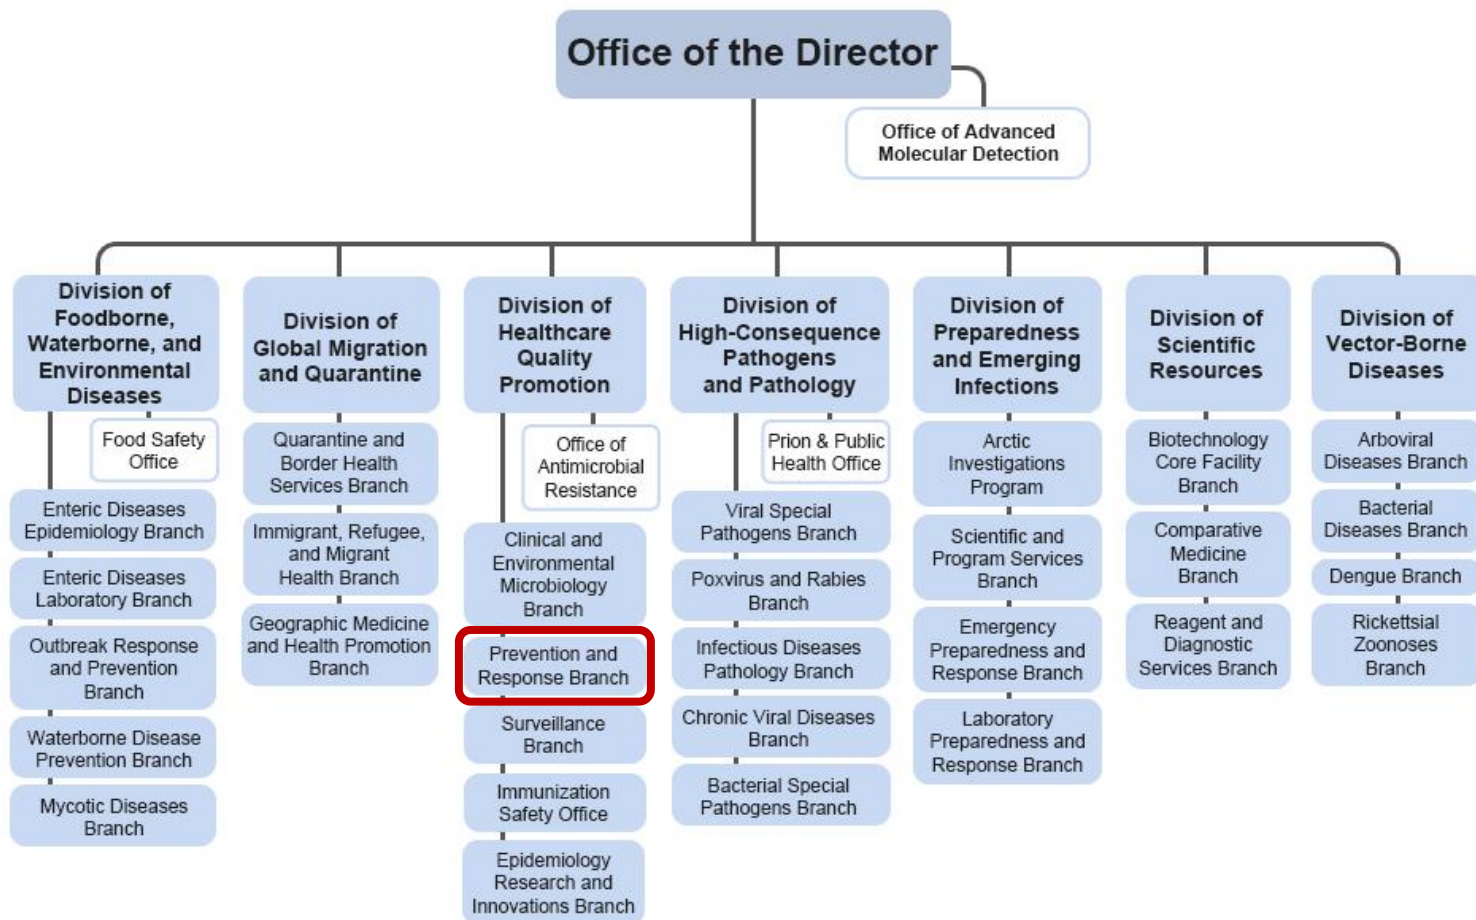 Office of the Director
Office of Advanced
Molecular Detection
Division of
Foodborne,
Waterborne, and
Environmental
Diseases
Food Safety
Office
Enteric Diseases
Epidemiology Branch
Enteric Diseases
Laboratory Branch
Outbreak Response
and Prevention
Branch
Waterborne Disease
Prevention Branch
Mycotic Diseases
Branch
Division of
Global Migration
and Quarantine
Quarantine and
Border Health
Services Branch
Immigrant, Refugee,
and Migrant
Health Branch
Geographic Medicine
and Health Promotion
Branch
Division of
Healthcare
Quality
Promotion
Office of
Antimicrobial
Resistance
Clinical and
Environmental
Microbiology
Branch
Prevention and
Response Branch
Surveillance
Branch
Immunization
Safety Office
Epidemiology
Research and
Innovations Branch
Division of
High-Consequence
Pathogens
and Pathology
Prion & Public
Health Office
Viral Special
Pathogens Branch
Poxvirus and Rabies
Branch
Infectious Diseases
Pathology Branch
Chronic Viral Diseases
Branch
Bacterial Special
Pathogens Branch
Division of
Preparedness
and Emerging
Infections
Arctic
Investigations
Program
Scientific and
Program Services
Branch
Emergency
Preparedness and
Response Branch
Laboratory
Preparedness and
Response Branch
Division of
Scientific
Resources
Biotechnology
Core Facility
Branch
Comparative
Medicine
Branch
Reagent and
Diagnostic
Services Branch
Division of
Vector-Borne
Diseases
Arboviral
Diseases Branch
Bacterial
Diseases Branch
Dengue Branch
Rickettsial
Zoonoses
Branch